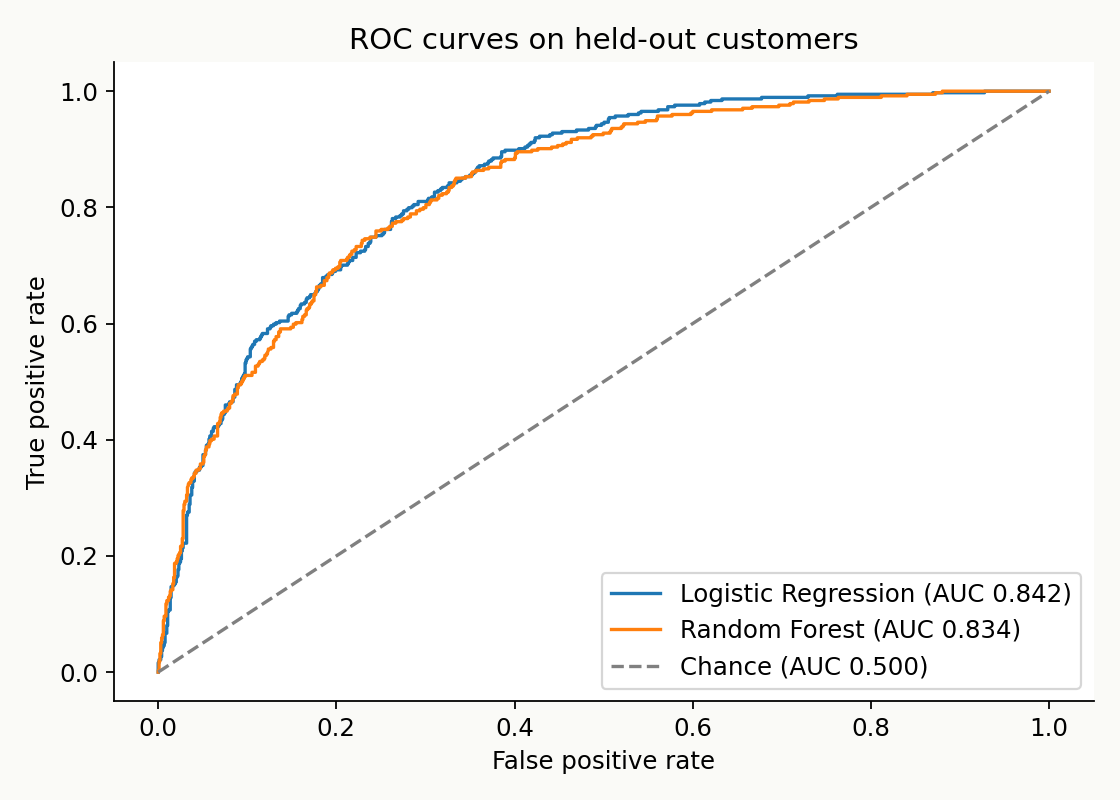 ROC curves on held-out customers
True positive rate
1.0
0.8
0.6
0.4
0.2
0.0
Logistic Regression (AUC 0.842)
Random Forest (AUC 0.834)
Chance (AUC 0.500)
0.0 0.2 0.4 0.6 0.8 1.0
False positive rate